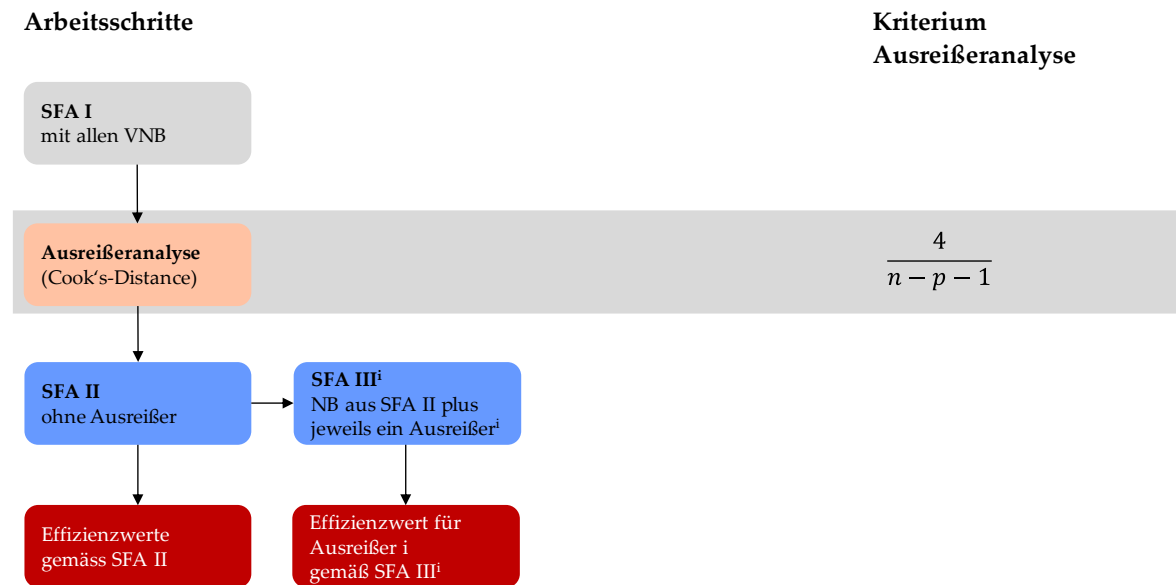 Arbeitsschritte
Kriterium
Ausreißeranalyse
SFA I
mit allen VNB
Ausreißeranalyse
(Cook‘s-Distance)
4
n − p − 1
SFA II
ohne Ausreißer
SFA IIIⁱ
NB aus SFA II plus
jeweils ein Ausreißerⁱ
Effizienzwerte
gemäss SFA II
Effizienzwert für
Ausreißer i
gemäß SFA IIIⁱ